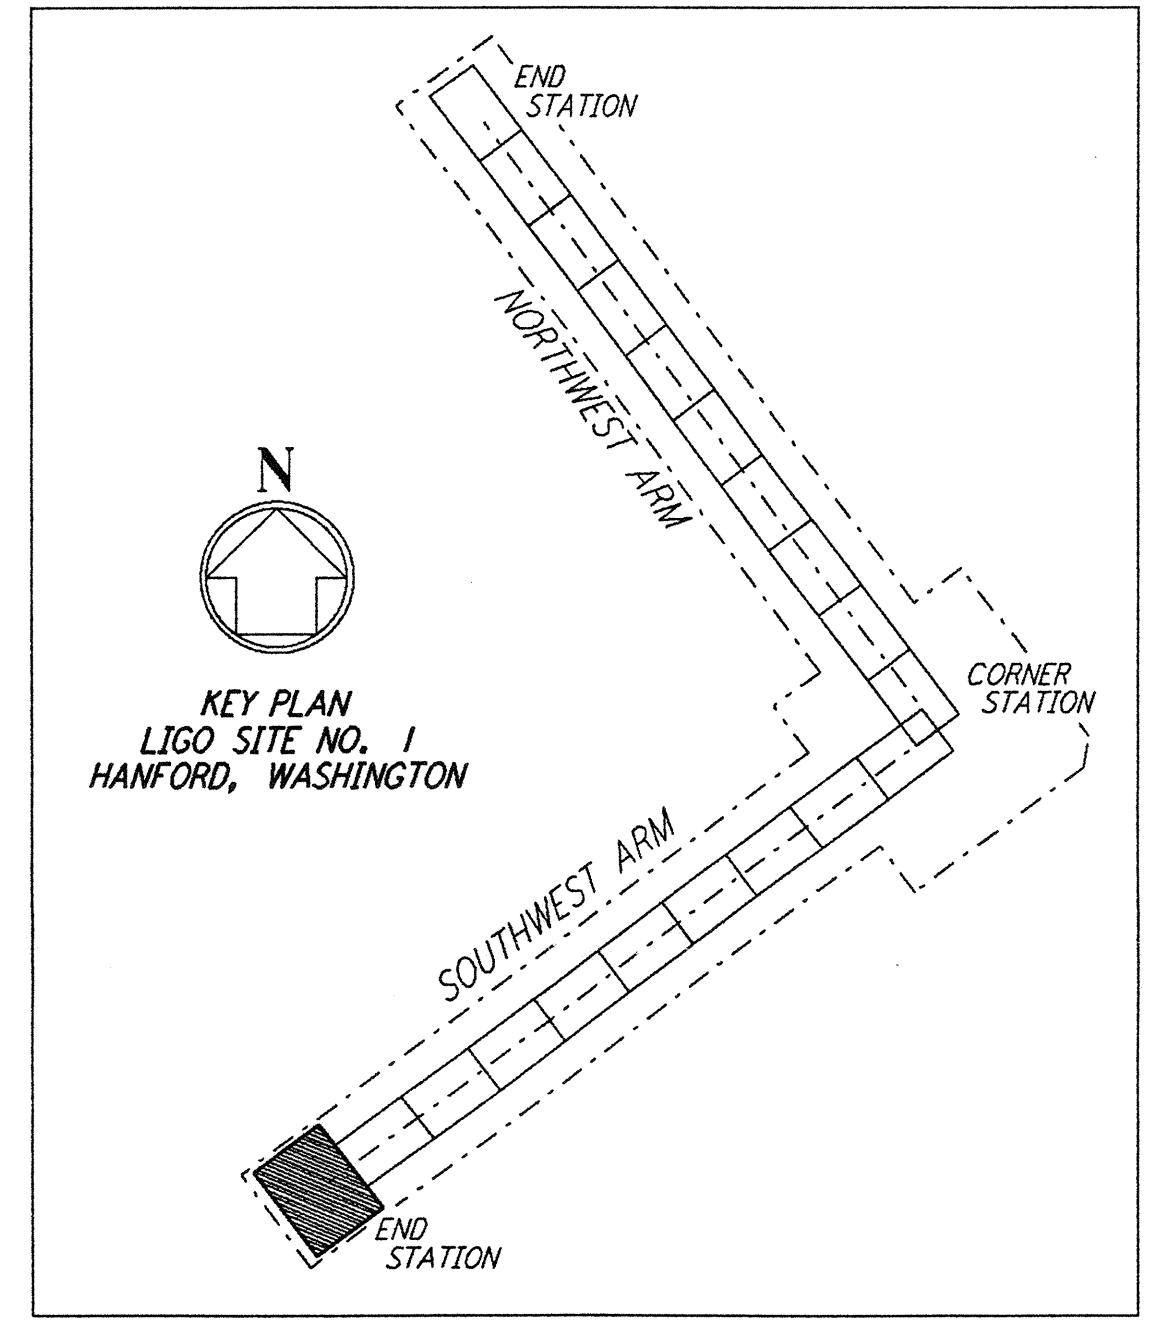 END
STATION
NORTHWEST ARM
N
CORNER
STATION
KEY PLAN
LIGO SITE NO. 1
HANFORD, WASHINGTON
SOUTHWEST ARM
END
STATION